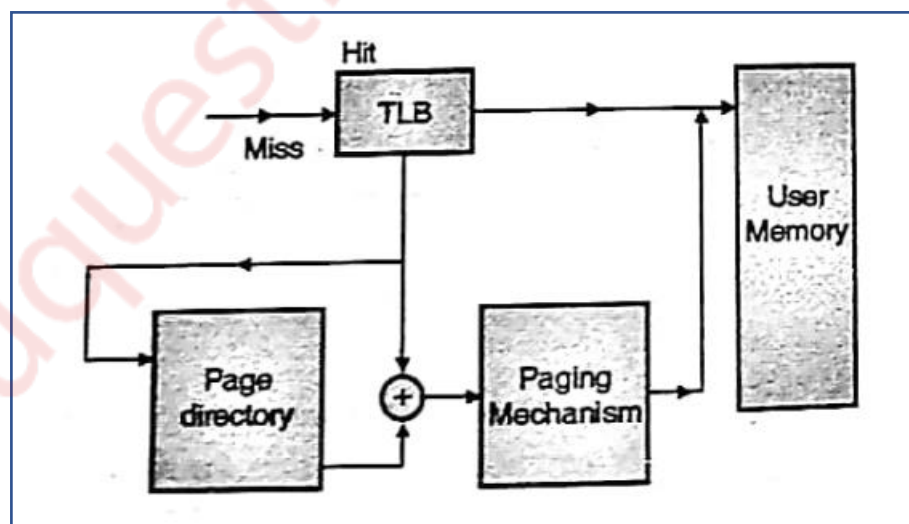 Hit
TLB
Miss
User
Memory
Page
directory
+
Paging
Mechanism